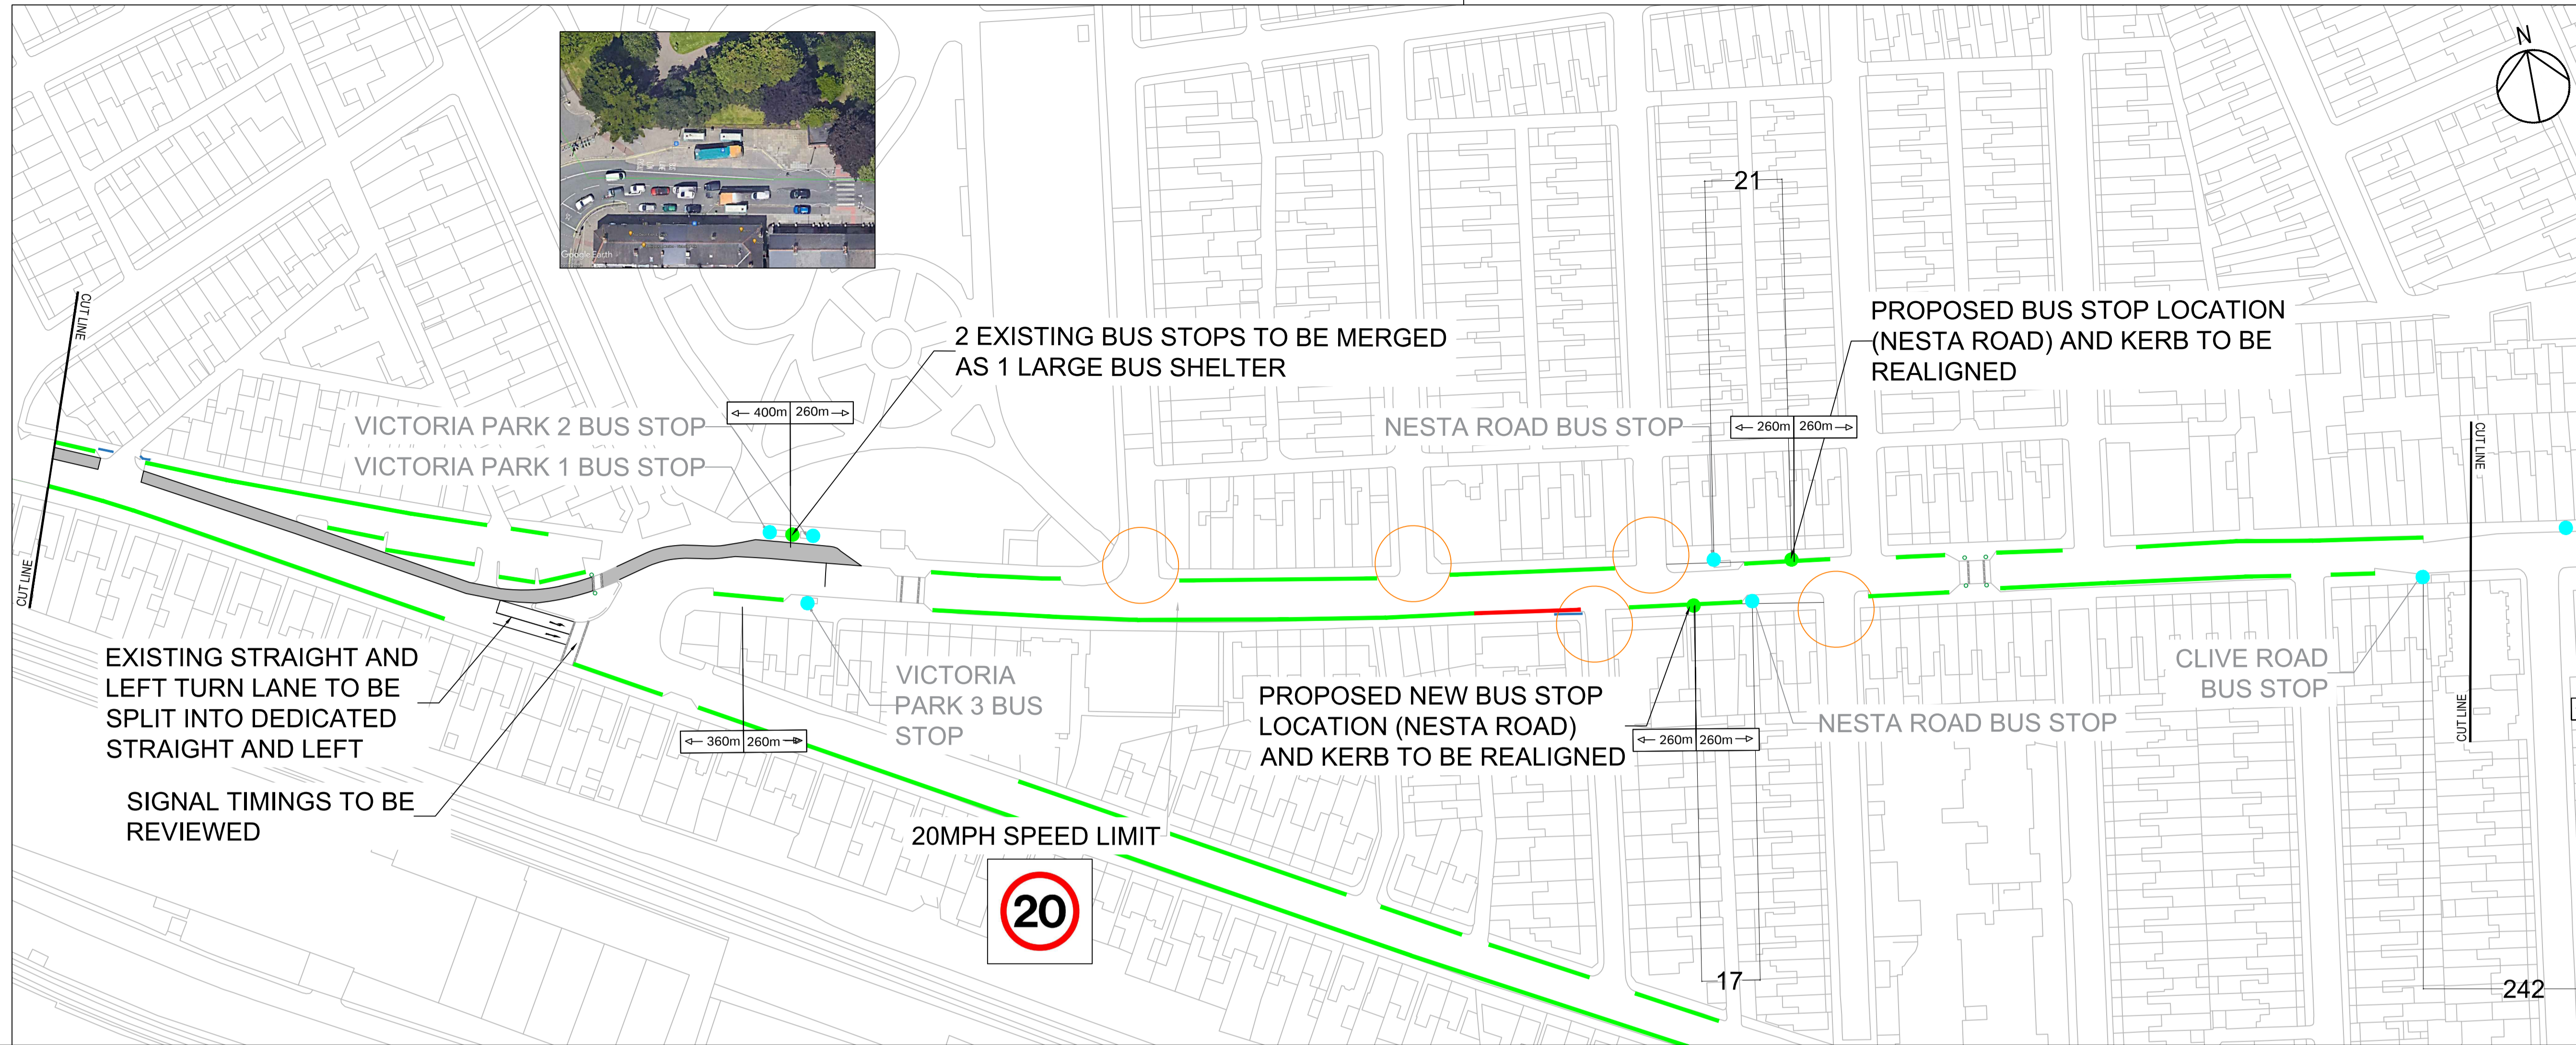 N
Google Earth
21
CUT LINE
PROPOSED BUS STOP LOCATION
(NESTA ROAD) AND KERB TO BE
REALIGNED
2 EXISTING BUS STOPS TO BE MERGED
AS 1 LARGE BUS SHELTER
400m 260m
VICTORIA PARK 2 BUS STOP
VICTORIA PARK 1 BUS STOP
NESTA ROAD BUS STOP
260m 260m
CUT LINE
CUT LINE
EXISTING STRAIGHT AND
LEFT TURN LANE TO BE
SPLIT INTO DEDICATED
STRAIGHT AND LEFT
SIGNAL TIMINGS TO BE
REVIEWED
360m 260m
VICTORIA
PARK 3 BUS
STOP
PROPOSED NEW BUS STOP
LOCATION (NESTA ROAD)
AND KERB TO BE REALIGNED
260m 260m
NESTA ROAD BUS STOP
CLIVE ROAD
BUS STOP
CUT LINE
20MPH SPEED LIMIT
20
17
242